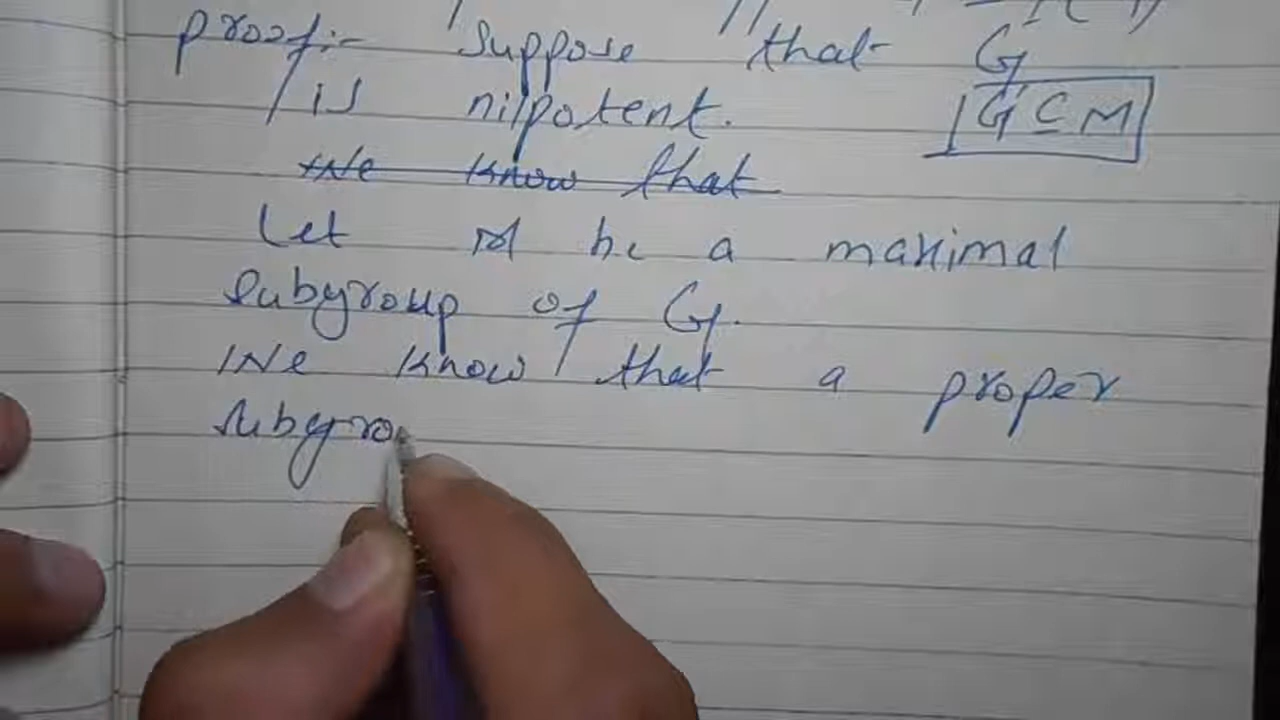 proof:- Suppose that G
is nilpotent.
G' ⊆ M
We know that
Let M be a maximal
Subgroup of G.
We know that a proper
subgro